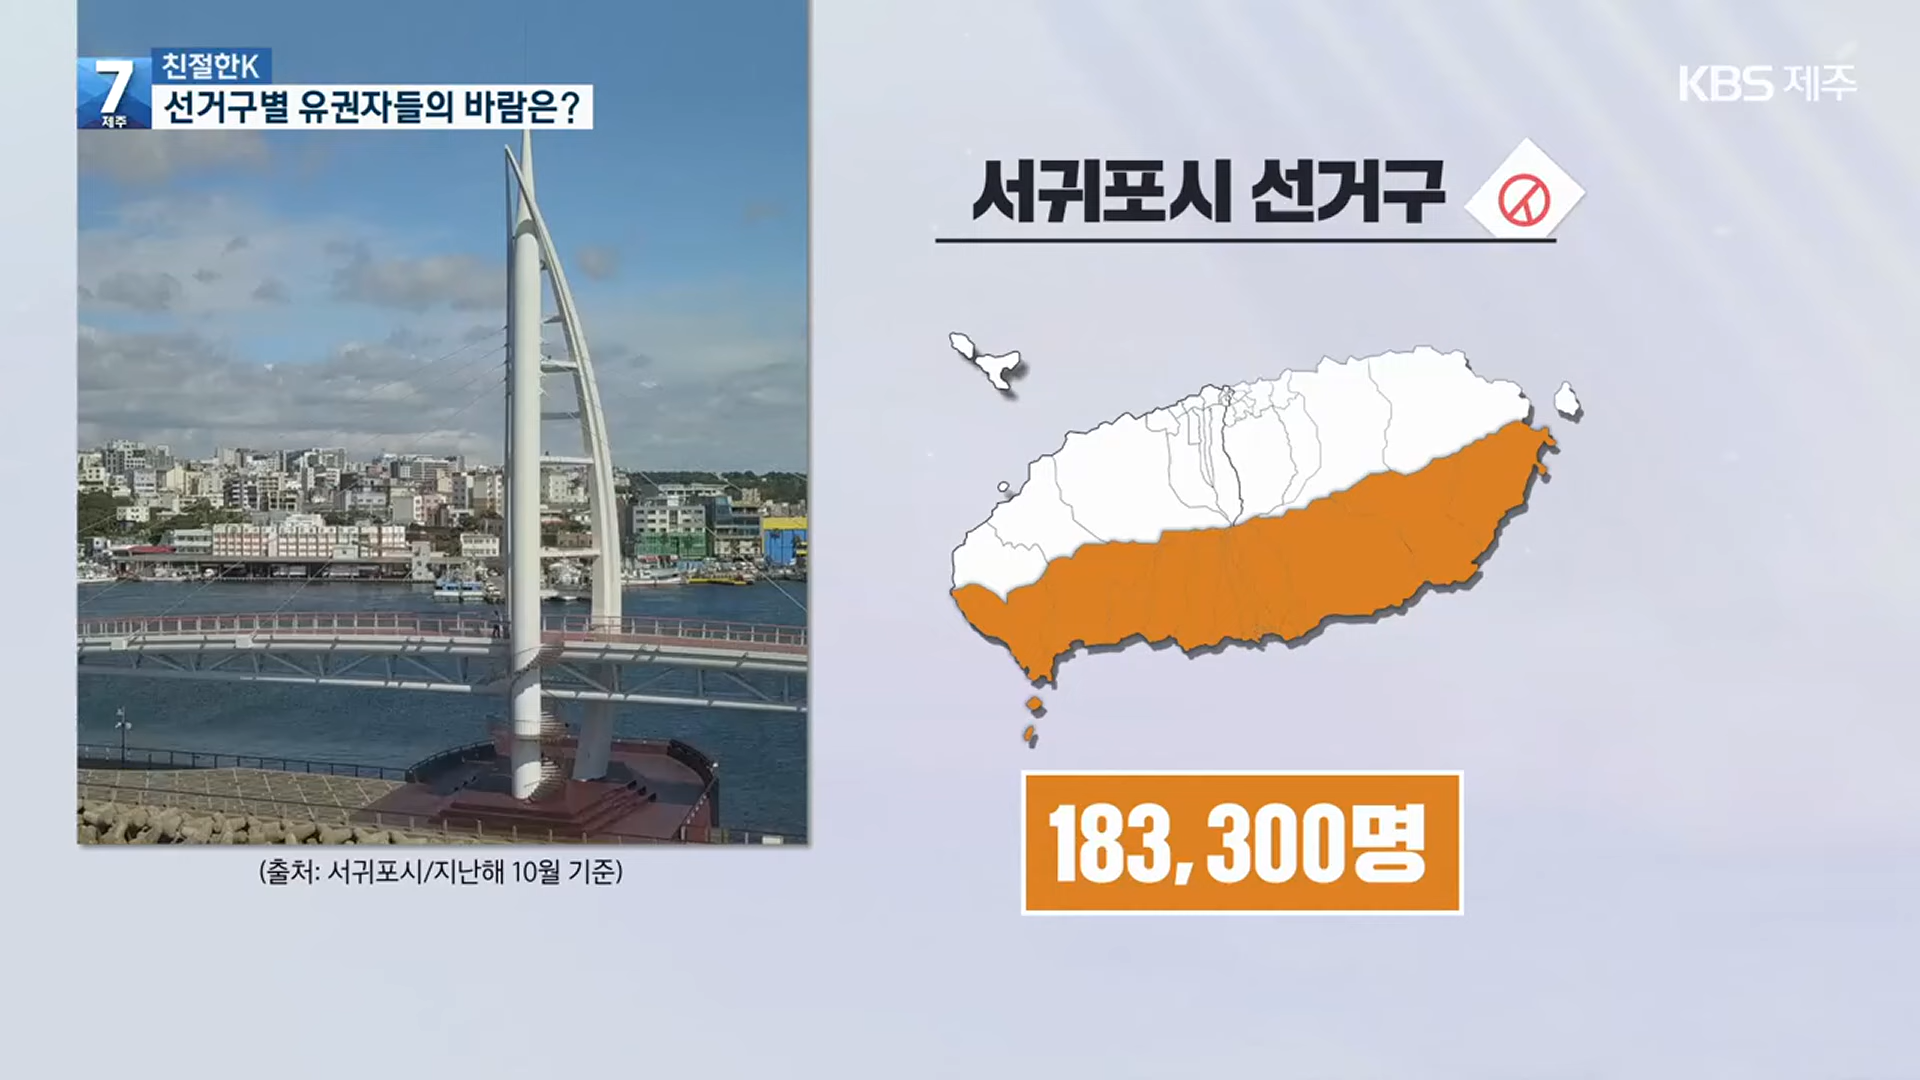 7
제주
친절한K
선거구별 유권자들의 바람은?
KBS 제주
서귀포시 선거구
183,300명
(출처: 서귀포시/지난해 10월 기준)